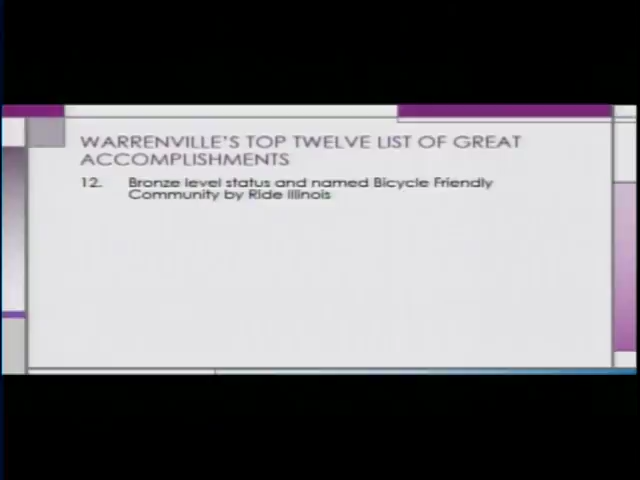 WARRENVILLE'S TOP TWELVE LIST OF GREAT
ACCOMPLISHMENTS
12. Bronze level status and named Bicycle Friendly
Community by Ride Illinois